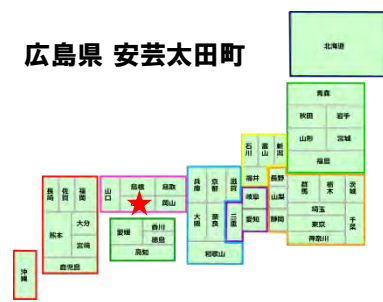 広島県 安芸太田町
北海道
青森
秋田
岩手
山形
宮城
福島
石川
富山
新潟
福井
長野
群馬
栃木
茨城
岐阜
山梨
埼玉
千葉
東京
神奈川
愛知
静岡
三重
兵庫
京都
滋賀
大阪
奈良
和歌山
山口
島根
鳥取
岡山
愛媛
香川
徳島
高知
長崎
佐賀
福岡
熊本
大分
宮崎
鹿児島
沖縄